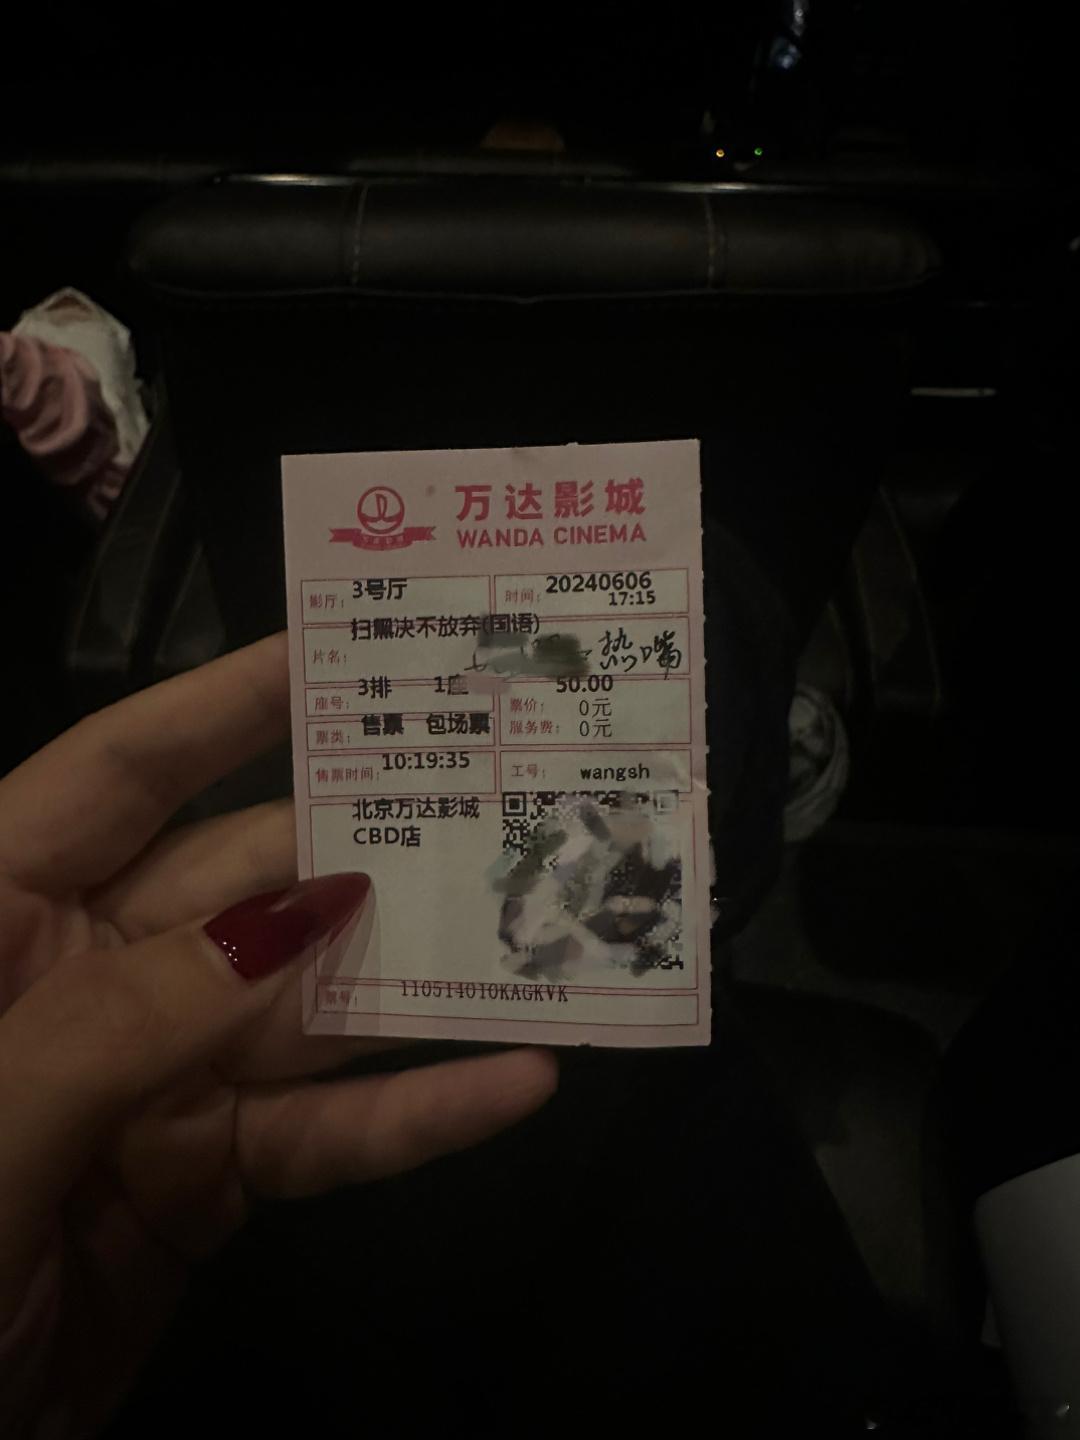 万达影城
WANDA CINEMA
影厅: 3号厅
时间: 20240606
17:15
扫黑决不放弃(国语)
片名:
热嘴
座号: 3排 1座
50.00
票价: 0元
服务费: 0元
票类: 售票 包场票
售票时间: 10:19:35
工号: wangsh
北京万达影城
CBD店
票号: 110514010KAGKVK